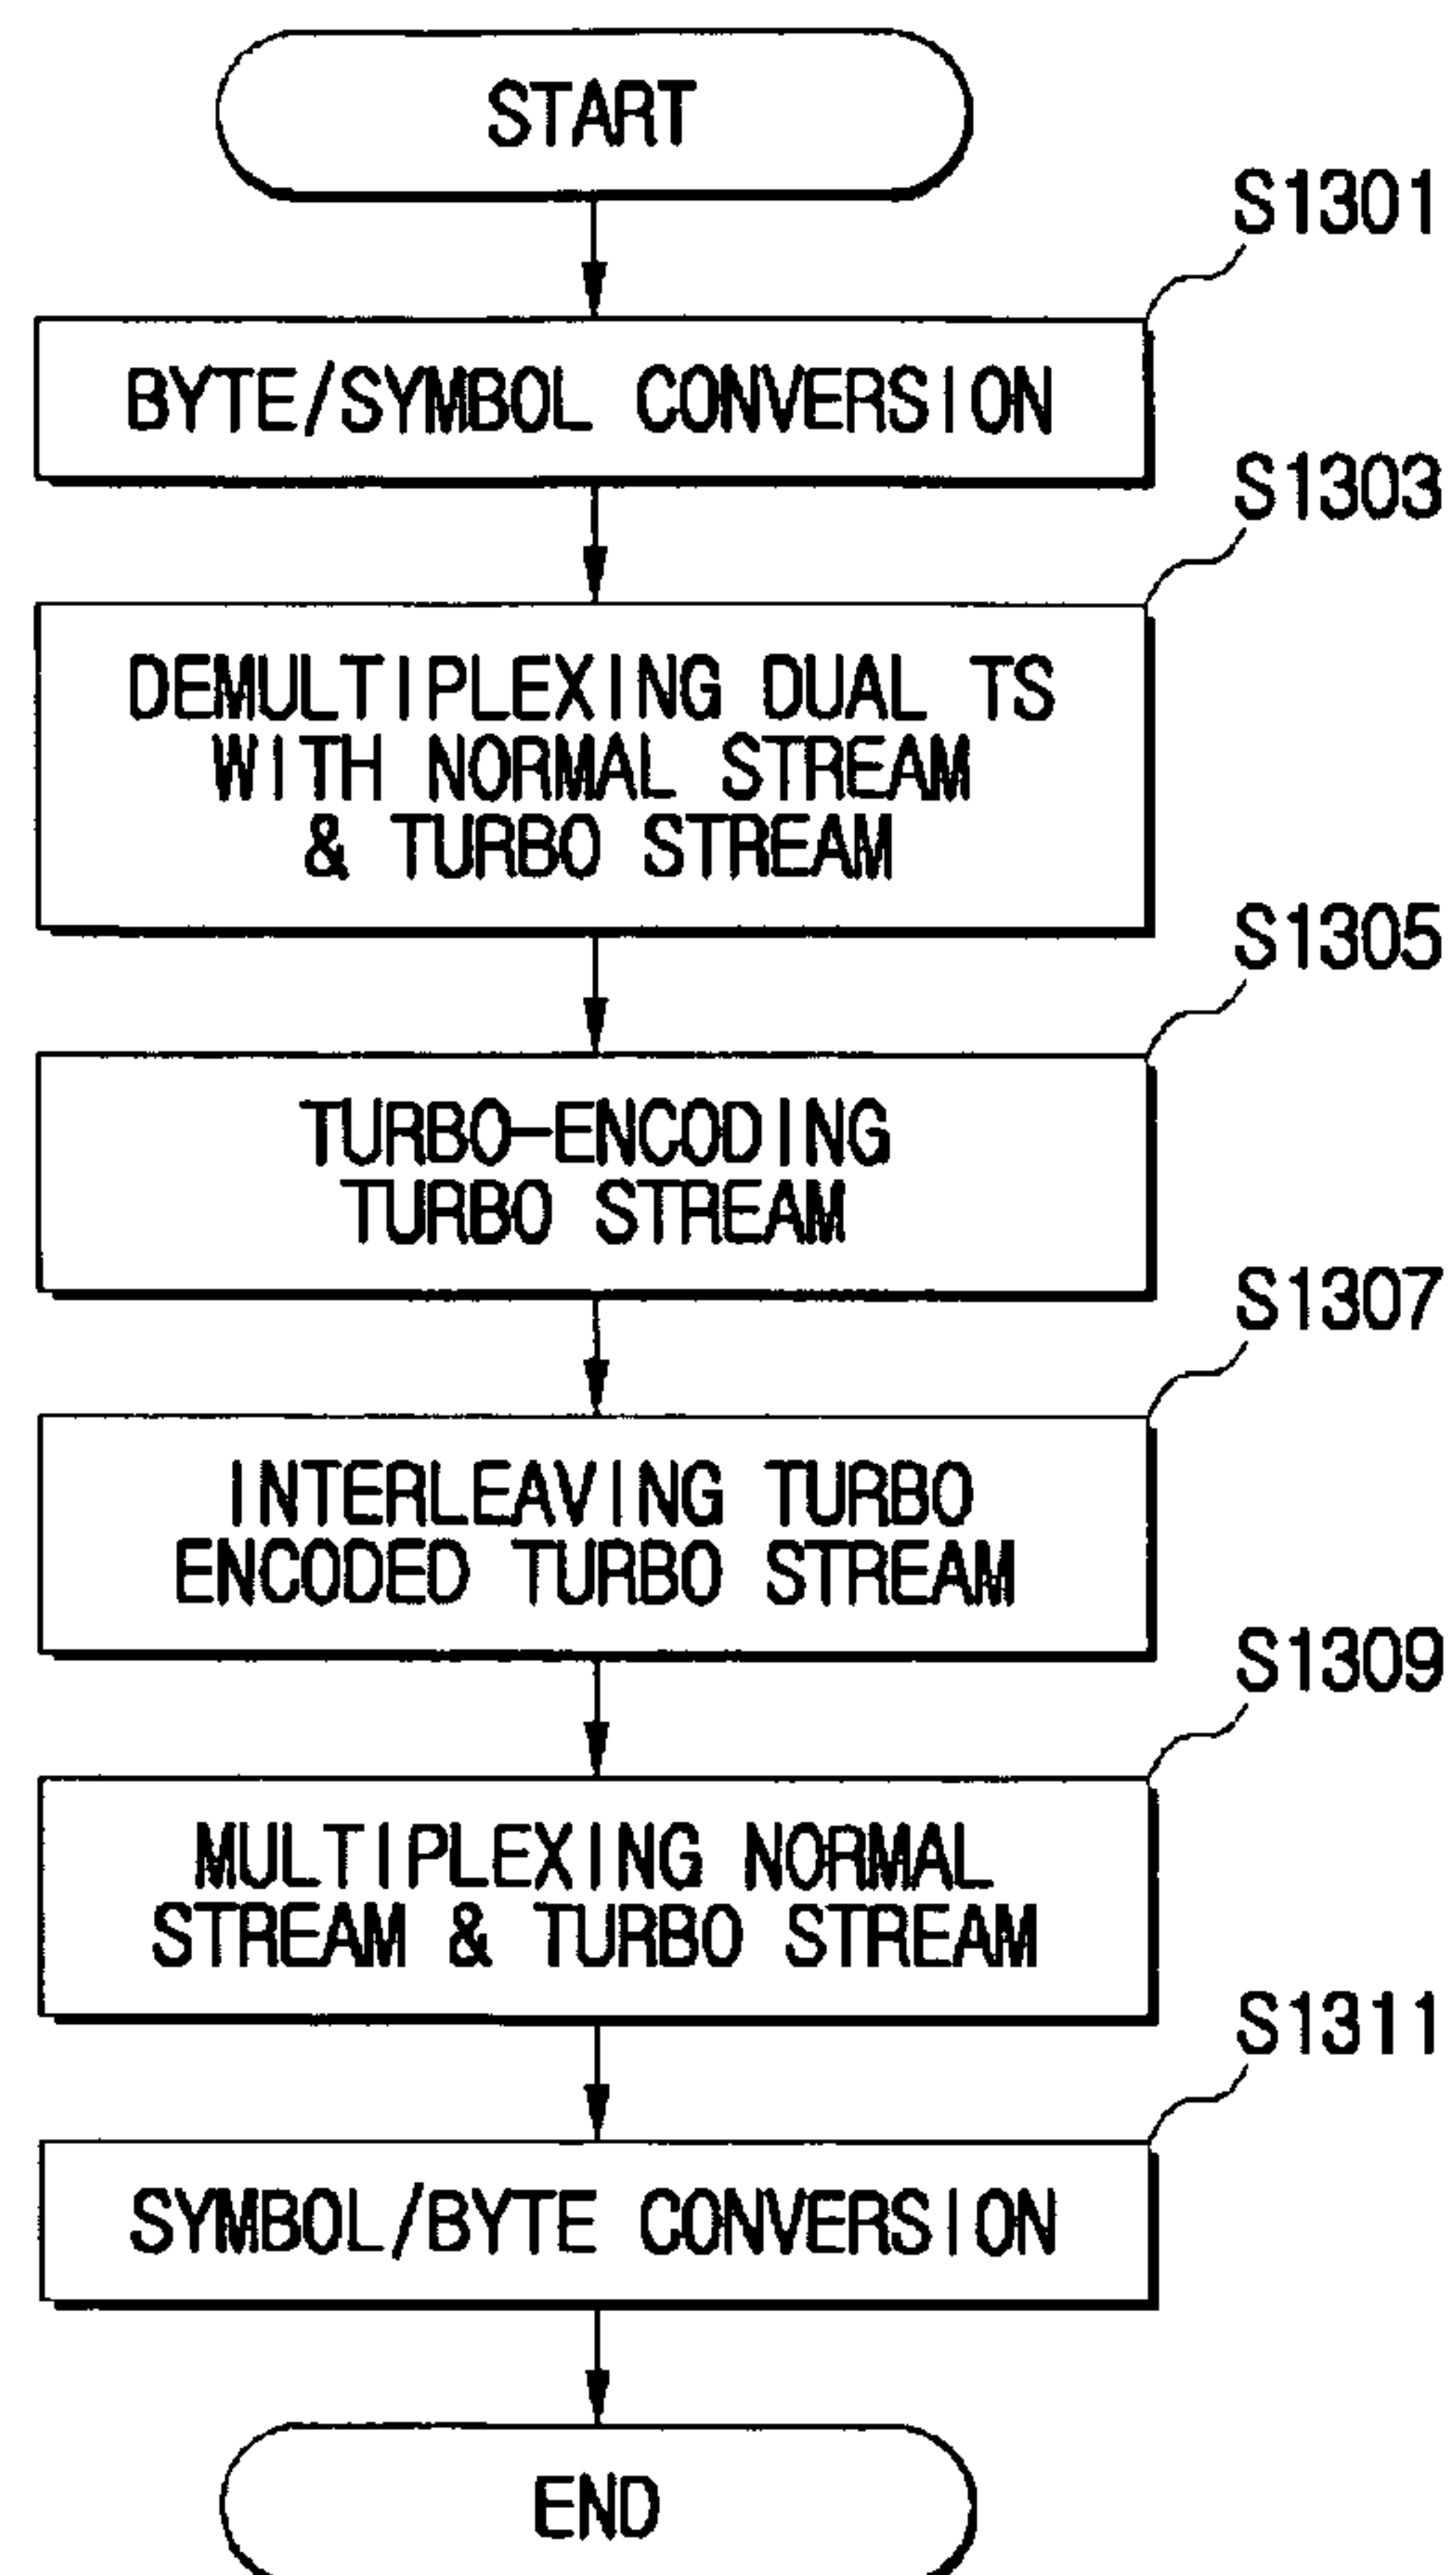 START
S1301
BYTE/SYMBOL CONVERSION
S1303
DEMULTIPLEXING DUAL TS
WITH NORMAL STREAM
& TURBO STREAM
S1305
TURBO-ENCODING
TURBO STREAM
S1307
INTERLEAVING TURBO
ENCODED TURBO STREAM
S1309
MULTIPLEXING NORMAL
STREAM & TURBO STREAM
S1311
SYMBOL/BYTE CONVERSION
END